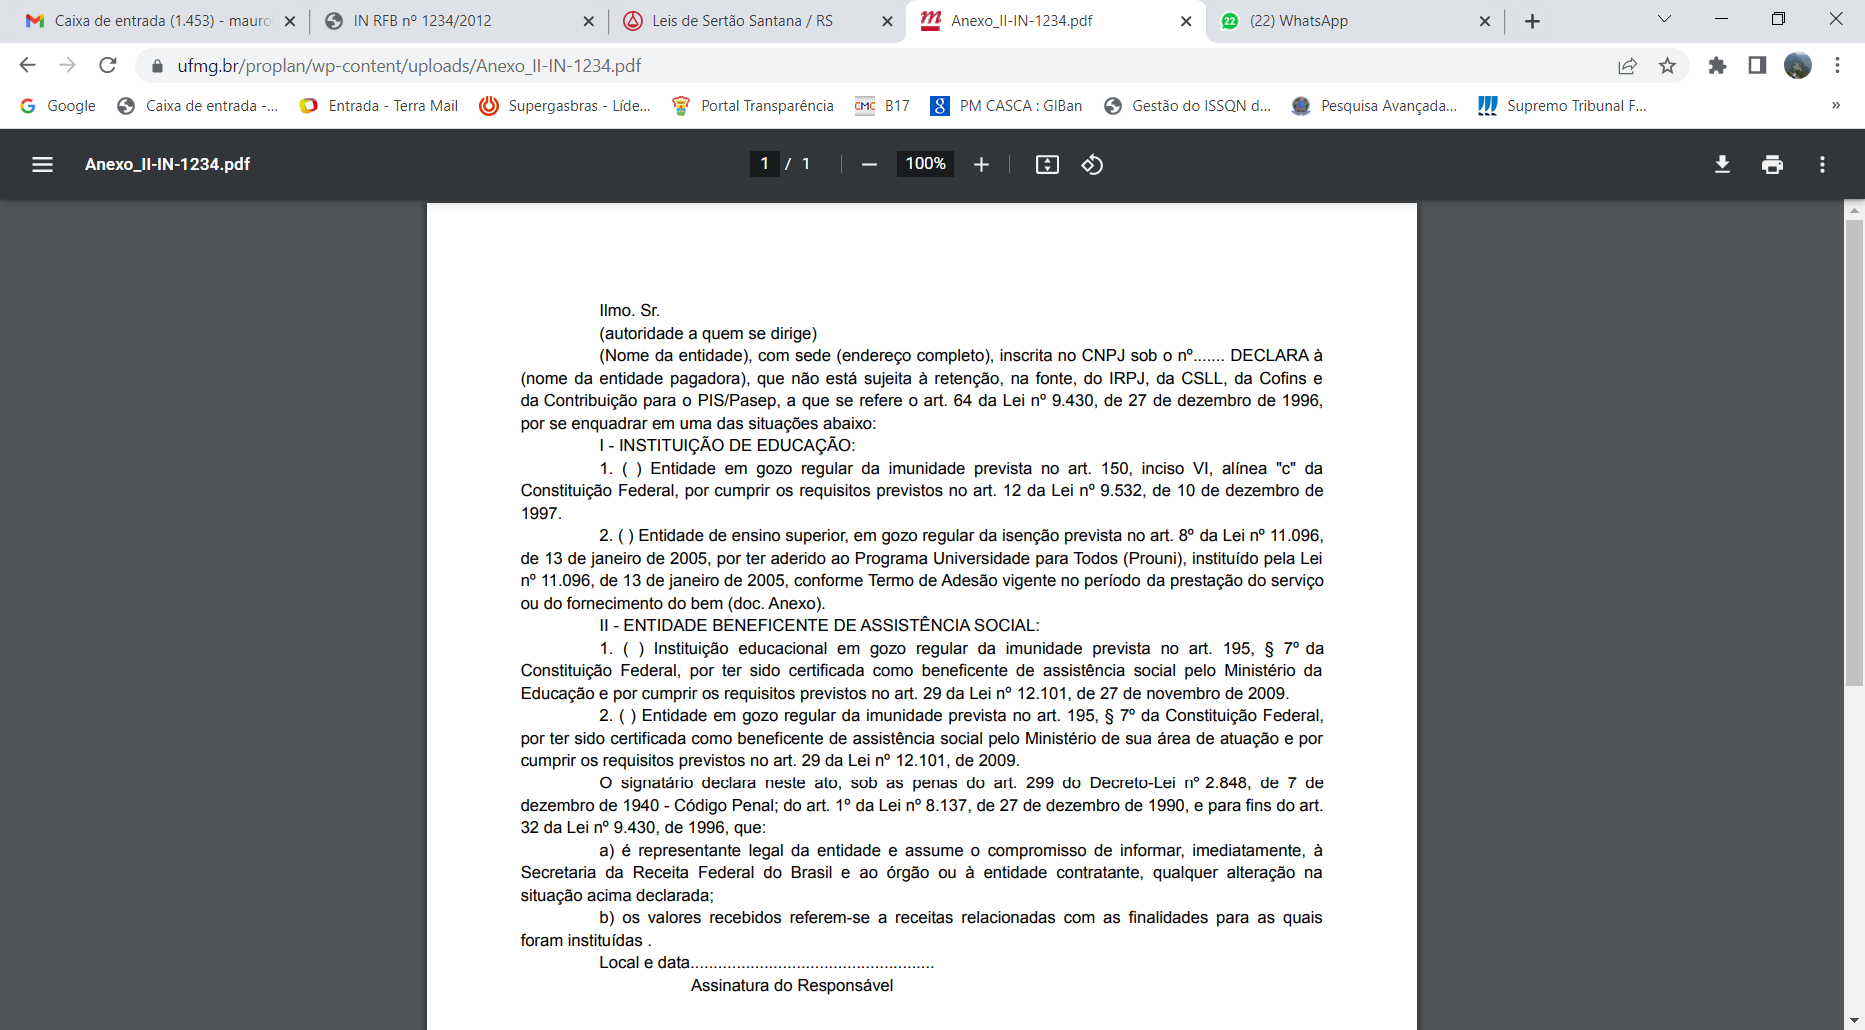 Caixa de entrada (1.453) - maurol
IN RFB nº 1234/2012
Leis de Sertão Santana / RS
Anexo_II-IN-1234.pdf
22 (22) WhatsApp
ufmg.br/proplan/wp-content/uploads/Anexo_II-IN-1234.pdf
Google
Caixa de entrada -...
Entrada - Terra Mail
Supergasbras - Líde...
Portal Transparência
CMC B17
PM CASCA : GIBan
Gestão do ISSQN d...
Pesquisa Avançada...
Supremo Tribunal F...
»
Anexo_II-IN-1234.pdf
1 / 1
100%
Ilmo. Sr.
(autoridade a quem se dirige)
(Nome da entidade), com sede (endereço completo), inscrita no CNPJ sob o nº....... DECLARA à
(nome da entidade pagadora), que não está sujeita à retenção, na fonte, do IRPJ, da CSLL, da Cofins e
da Contribuição para o PIS/Pasep, a que se refere o art. 64 da Lei nº 9.430, de 27 de dezembro de 1996,
por se enquadrar em uma das situações abaixo:
I - INSTITUIÇÃO DE EDUCAÇÃO:
1. ( ) Entidade em gozo regular da imunidade prevista no art. 150, inciso VI, alínea "c" da
Constituição Federal, por cumprir os requisitos previstos no art. 12 da Lei nº 9.532, de 10 de dezembro de
1997.
2. ( ) Entidade de ensino superior, em gozo regular da isenção prevista no art. 8º da Lei nº 11.096,
de 13 de janeiro de 2005, por ter aderido ao Programa Universidade para Todos (Prouni), instituído pela Lei
nº 11.096, de 13 de janeiro de 2005, conforme Termo de Adesão vigente no período da prestação do serviço
ou do fornecimento do bem (doc. Anexo).
II - ENTIDADE BENEFICENTE DE ASSISTÊNCIA SOCIAL:
1. ( ) Instituição educacional em gozo regular da imunidade prevista no art. 195, § 7º da
Constituição Federal, por ter sido certificada como beneficente de assistência social pelo Ministério da
Educação e por cumprir os requisitos previstos no art. 29 da Lei nº 12.101, de 27 de novembro de 2009.
2. ( ) Entidade em gozo regular da imunidade prevista no art. 195, § 7º da Constituição Federal,
por ter sido certificada como beneficente de assistência social pelo Ministério de sua área de atuação e por
cumprir os requisitos previstos no art. 29 da Lei nº 12.101, de 2009.
O signatário declara neste ato, sob as penas do art. 299 do Decreto-Lei nº 2.848, de 7 de
dezembro de 1940 - Código Penal; do art. 1º da Lei nº 8.137, de 27 de dezembro de 1990, e para fins do art.
32 da Lei nº 9.430, de 1996, que:
a) é representante legal da entidade e assume o compromisso de informar, imediatamente, à
Secretaria da Receita Federal do Brasil e ao órgão ou à entidade contratante, qualquer alteração na
situação acima declarada;
b) os valores recebidos referem-se a receitas relacionadas com as finalidades para as quais
foram instituídas .
Local e data.....................................................
Assinatura do Responsável